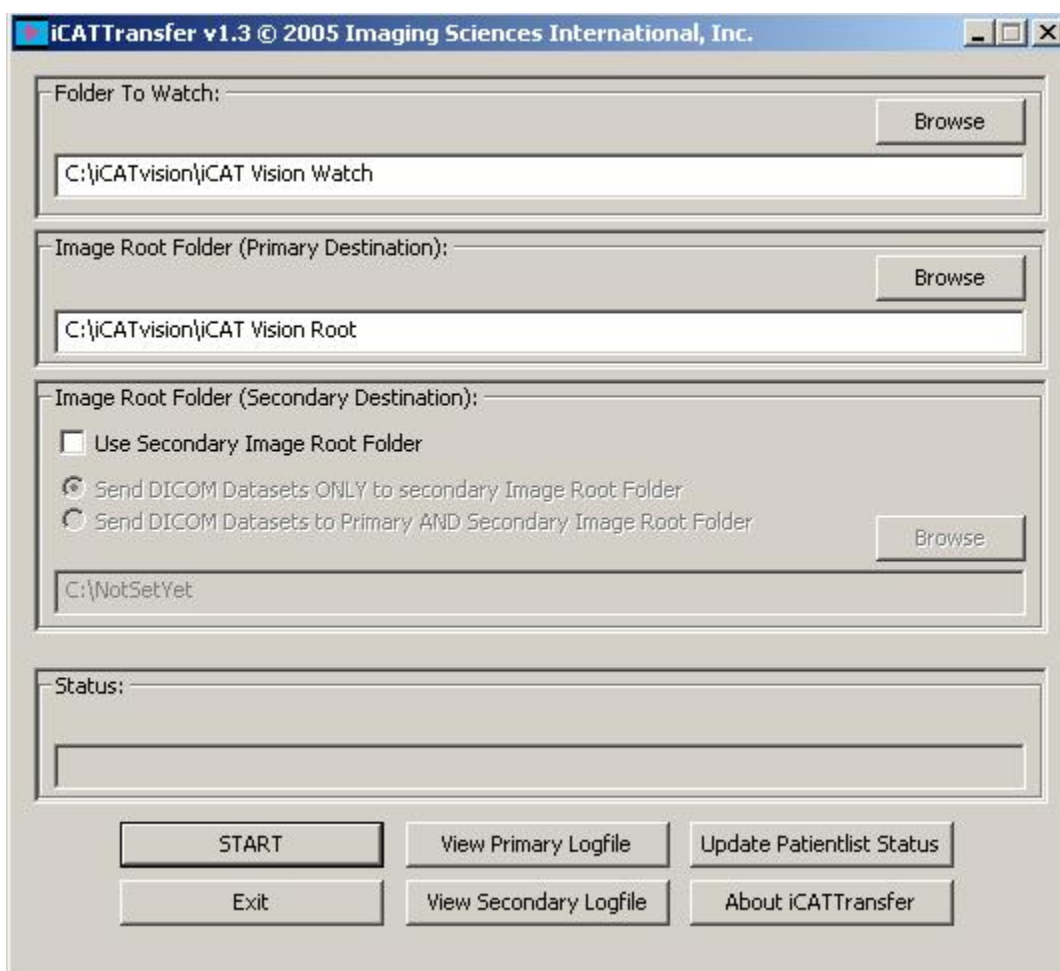 iCATTransfer v1.3 © 2005 Imaging Sciences International, Inc.
Folder To Watch:
Browse
C:\iCATvision\iCAT Vision Watch
Image Root Folder (Primary Destination):
Browse
C:\iCATvision\iCAT Vision Root
Image Root Folder (Secondary Destination):
Use Secondary Image Root Folder
Send DICOM Datasets ONLY to secondary Image Root Folder
Send DICOM Datasets to Primary AND Secondary Image Root Folder
Browse
C:\NotSetYet
Status:
START
View Primary Logfile
Update Patientlist Status
Exit
View Secondary Logfile
About iCATTransfer